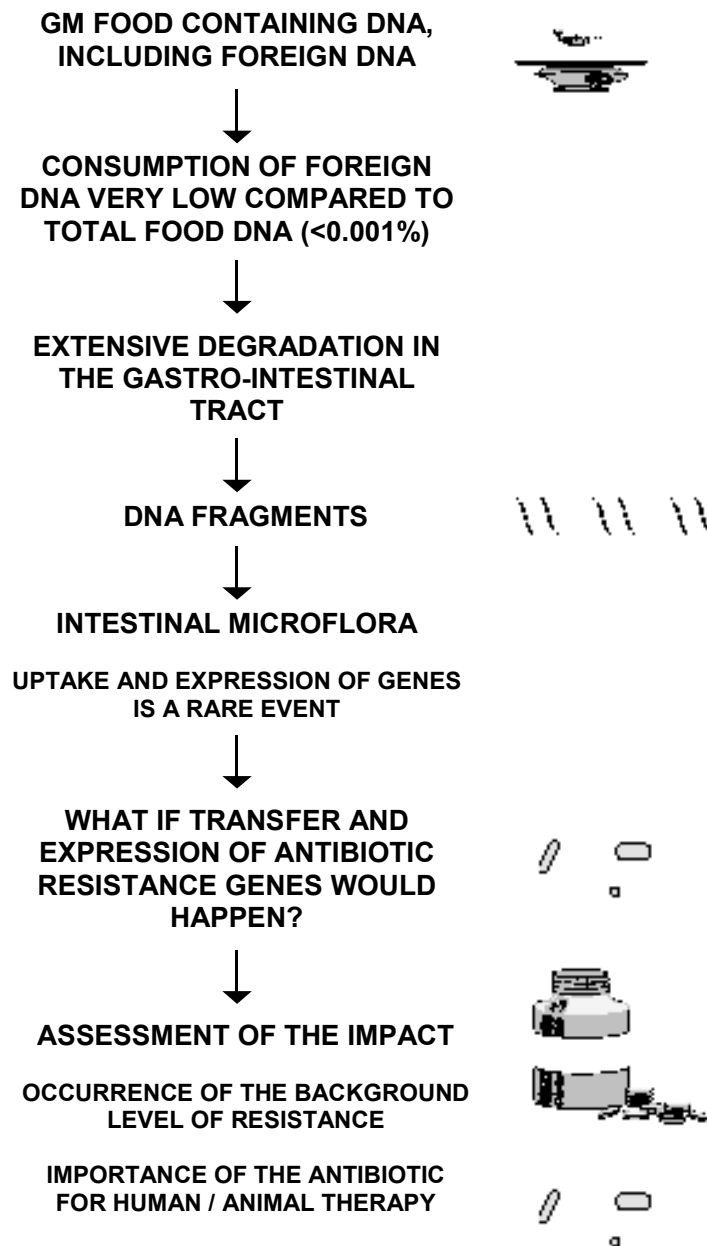 GM FOOD CONTAINING DNA,
INCLUDING FOREIGN DNA
CONSUMPTION OF FOREIGN
DNA VERY LOW COMPARED TO
TOTAL FOOD DNA (<0.001%)
EXTENSIVE DEGRADATION IN
THE GASTRO-INTESTINAL
TRACT
DNA FRAGMENTS
INTESTINAL MICROFLORA
UPTAKE AND EXPRESSION OF GENES
IS A RARE EVENT
WHAT IF TRANSFER AND
EXPRESSION OF ANTIBIOTIC
RESISTANCE GENES WOULD
HAPPEN?
ASSESSMENT OF THE IMPACT
OCCURRENCE OF THE BACKGROUND
LEVEL OF RESISTANCE
IMPORTANCE OF THE ANTIBIOTIC
FOR HUMAN / ANIMAL THERAPY